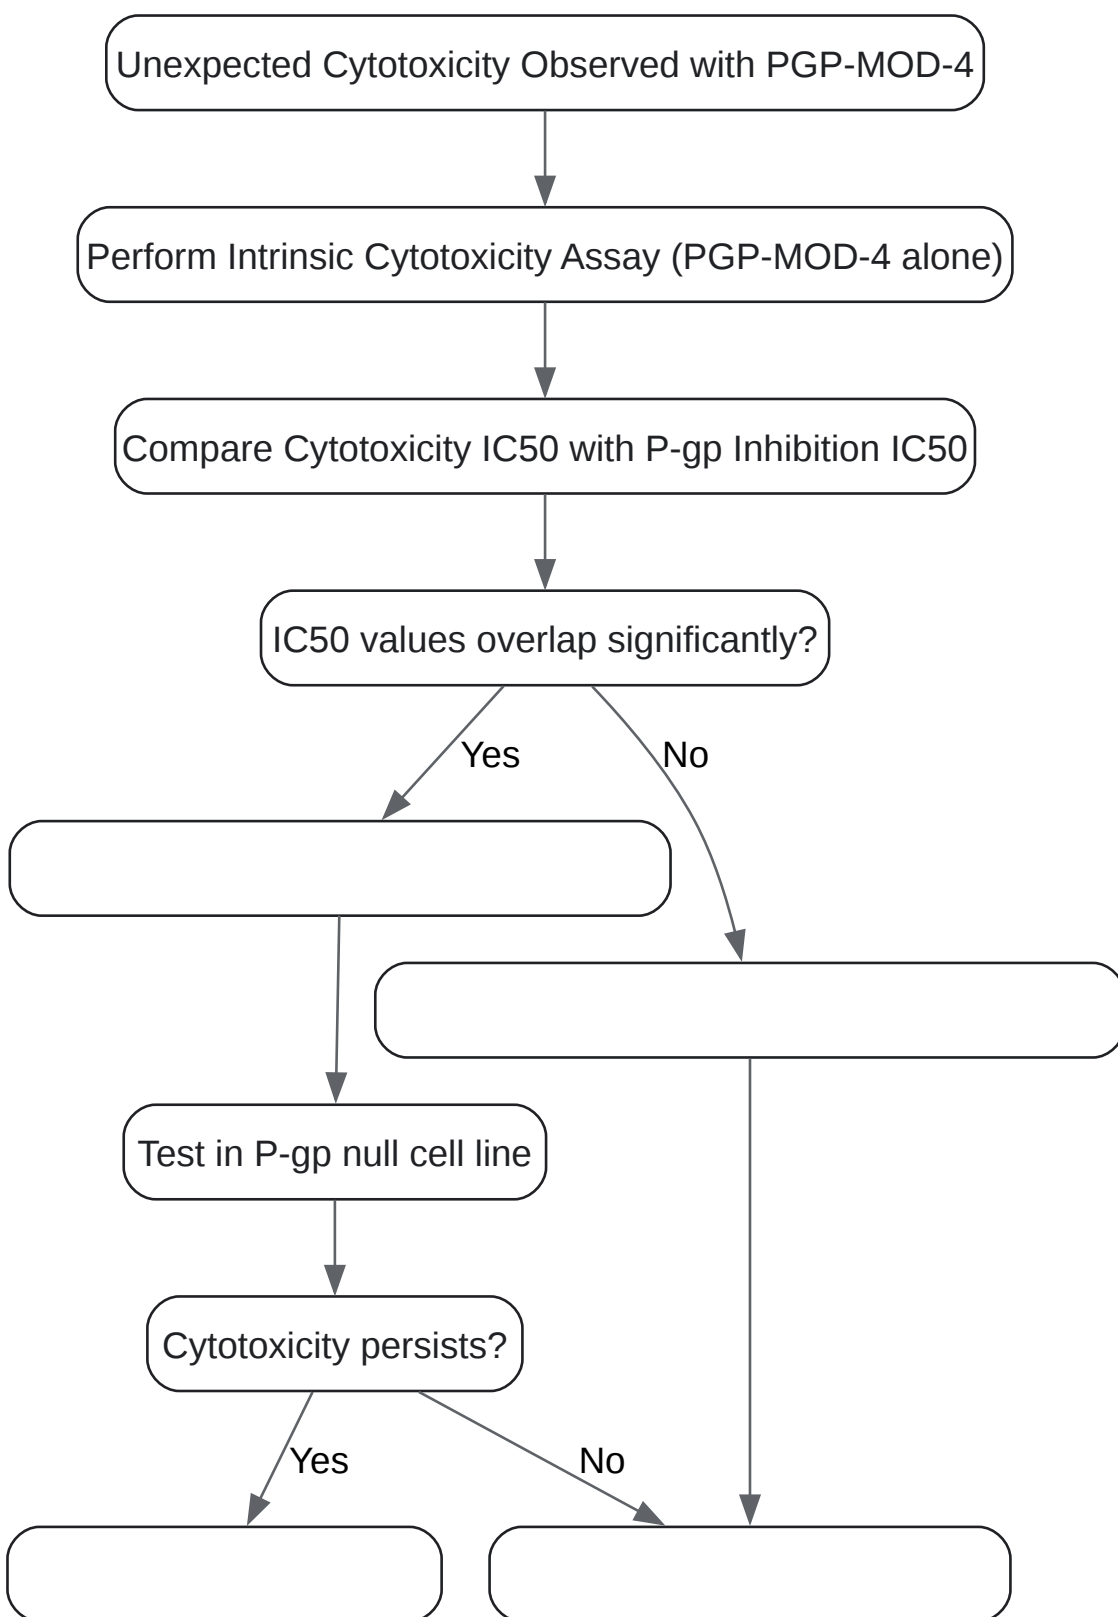 Unexpected Cytotoxicity Observed with PGP-MOD-4
Perform Intrinsic Cytotoxicity Assay (PGP-MOD-4 alone)
Compare Cytotoxicity IC50 with P-gp Inhibition IC50
IC50 values overlap significantly?
Yes
No
Test in P-gp null cell line
Cytotoxicity persists?
Yes
No